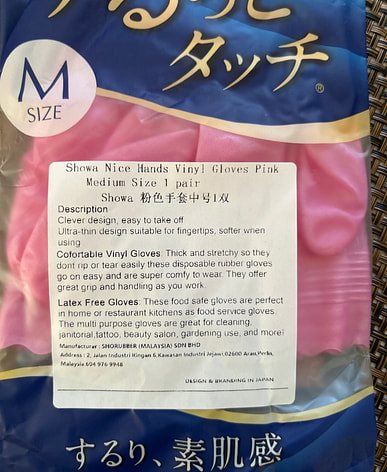 するりと
タッチ®
M
SIZE
Showa Nice Hands Vinyl Gloves Pink
Medium Size 1 pair
Showa 粉色手套中号1双
Description
Clever design, easy to take off
Ultra-thin design suitable for fingertips, softer when
using
Cofortable Vinyl Gloves: Thick and stretchy so they
dont rip or tear easily these disposable rubber gloves
go on easy and are super comfy to wear. They offer
great grip and handling as you work.
Latex Free Gloves: These food safe gloves are perfect
in home or restaurant kitchens as food service gloves.
The multi purpose gloves are great for cleaning,
janitorial,tattoo, beauty salon, gardening use, and more!
Manufacturar : SHORUBBER (MALAYSIA) SDN BHD
Address : 2, Jalan Industri Ringan 6,Kawasan Industri Jejawi,02600 Arau,Perlis,
Malaysia 604 976 9948
DESIGN & BRANDING IN JAPAN
するり、素肌感